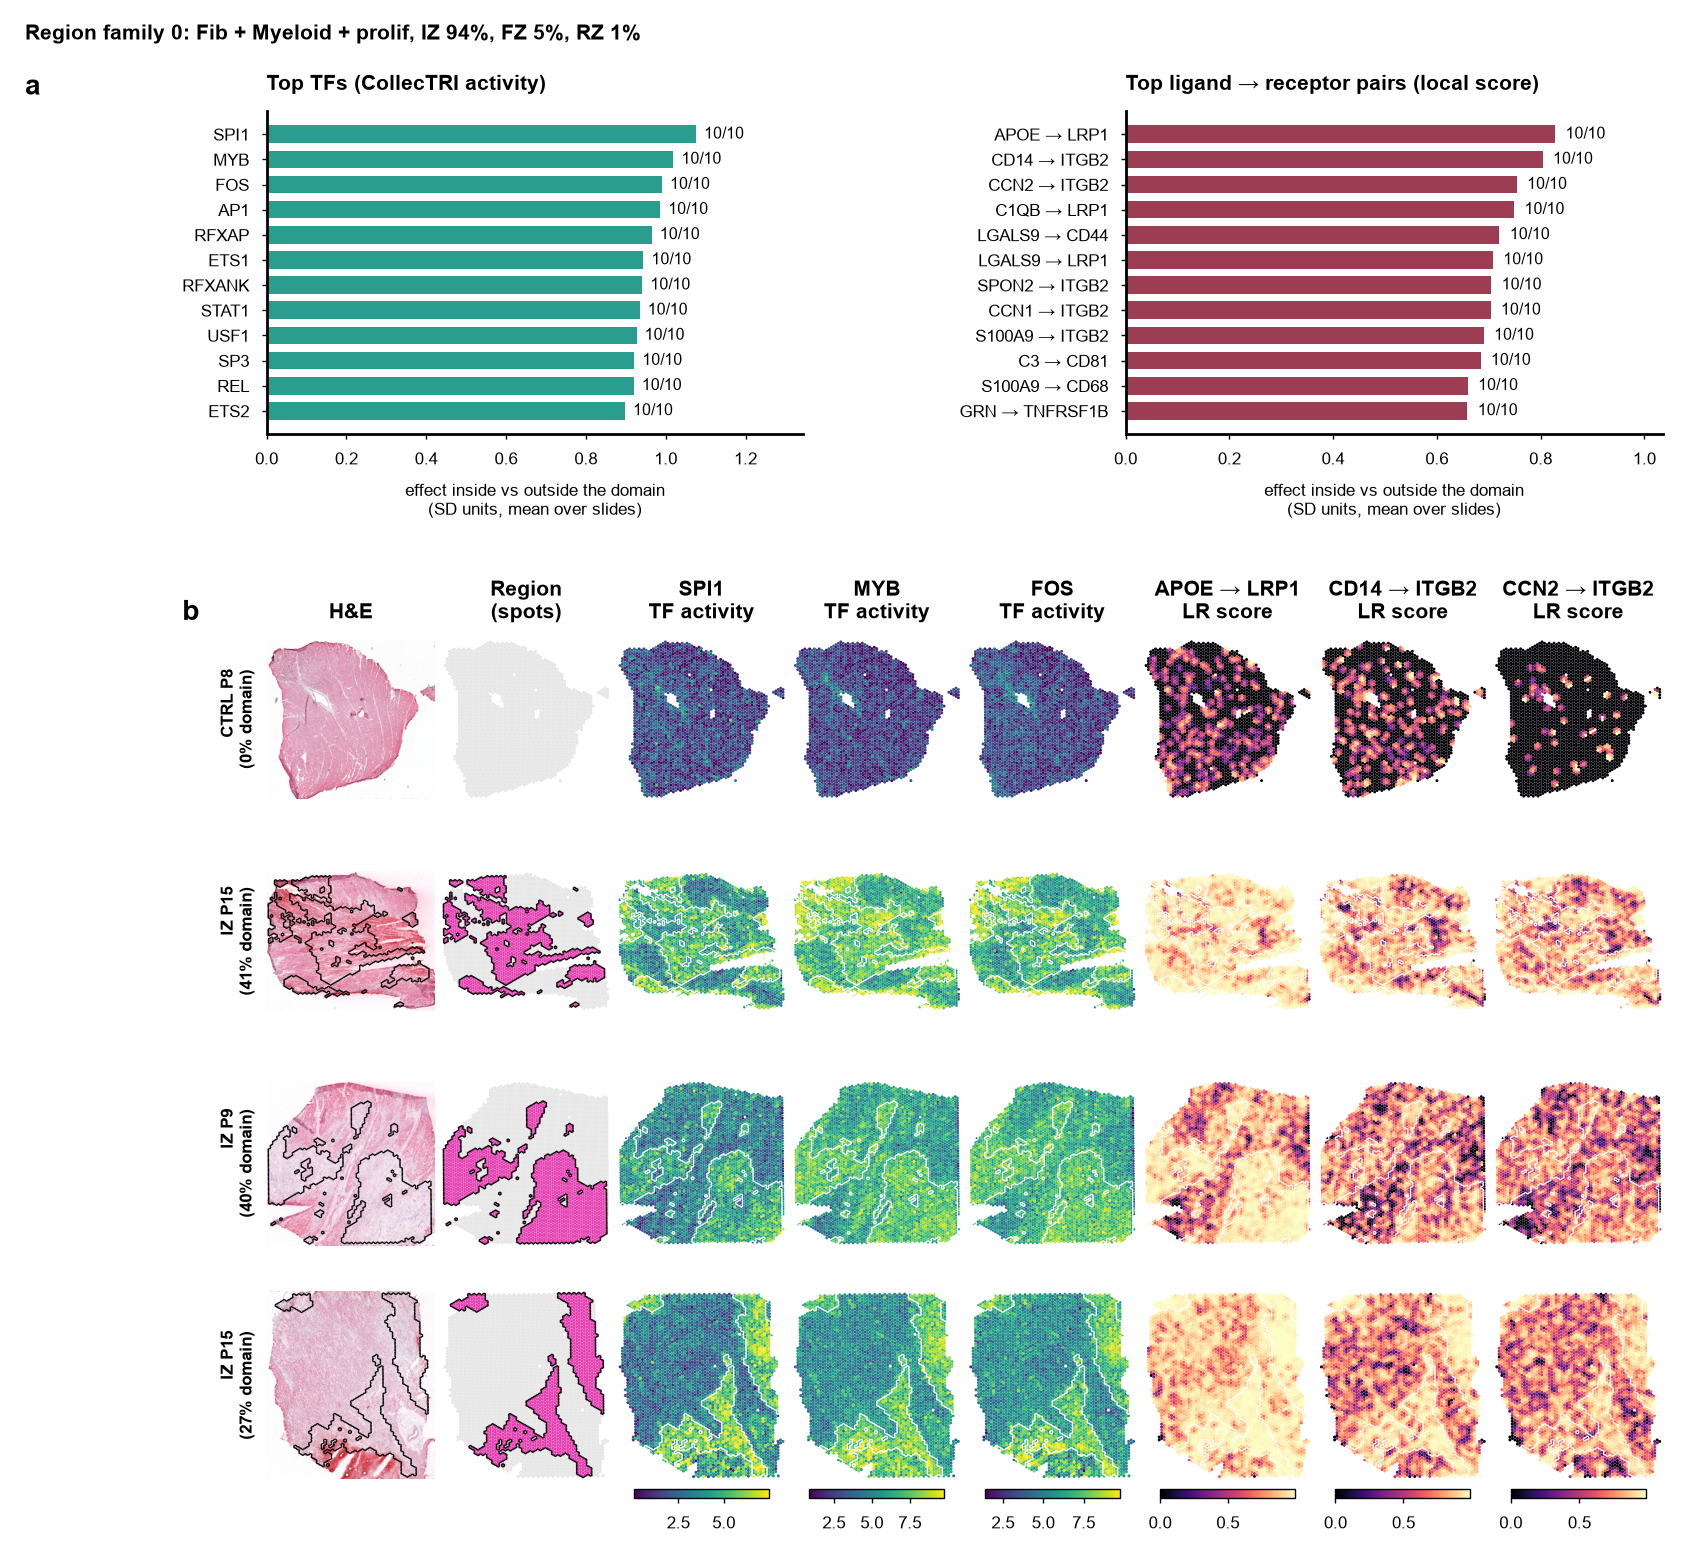 Region family 0: Fib + Myeloid + prolif, IZ 94%, FZ 5%, RZ 1%
a
Top TFs (CollecTRI activity)
SPI1 10/10
MYB 10/10
FOS 10/10
AP1 10/10
RFXAP 10/10
ETS1 10/10
RFXANK 10/10
STAT1 10/10
USF1 10/10
SP3 10/10
REL 10/10
ETS2 10/10
0.0 0.2 0.4 0.6 0.8 1.0 1.2
effect inside vs outside the domain
(SD units, mean over slides)
Top ligand → receptor pairs (local score)
APOE → LRP1 10/10
CD14 → ITGB2 10/10
CCN2 → ITGB2 10/10
C1QB → LRP1 10/10
LGALS9 → CD44 10/10
LGALS9 → LRP1 10/10
SPON2 → ITGB2 10/10
CCN1 → ITGB2 10/10
S100A9 → ITGB2 10/10
C3 → CD81 10/10
S100A9 → CD68 10/10
GRN → TNFRSF1B 10/10
0.0 0.2 0.4 0.6 0.8 1.0
effect inside vs outside the domain
(SD units, mean over slides)
b
H&E
Region
(spots)
SPI1
TF activity
MYB
TF activity
FOS
TF activity
APOE → LRP1
LR score
CD14 → ITGB2
LR score
CCN2 → ITGB2
LR score
CTRL P8
(0% domain)
IZ P15
(41% domain)
IZ P9
(40% domain)
IZ P15
(27% domain)
2.5 5.0
2.5 5.0 7.5
2.5 5.0 7.5
0.0 0.5
0.0 0.5
0.0 0.5